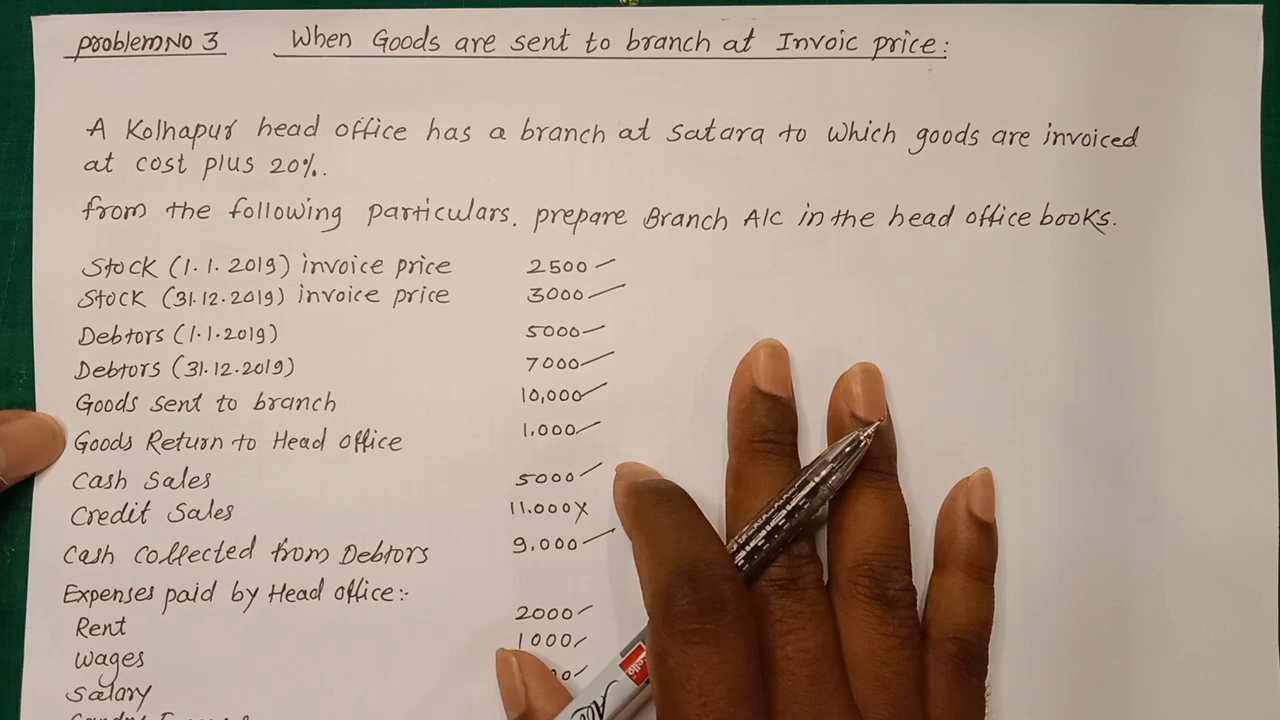 problem No 3 When Goods are sent to branch at Invoic price:
A Kolhapur head office has a branch at Satara to which goods are invoiced
at cost plus 20%.
from the following particulars. prepare Branch A/C in the head office books.
Stock (1.1.2019) invoice price 2500
Stock (31.12.2019) invoice price 3000
Debtors (1.1.2019) 5000
Debtors (31.12.2019) 7000
Goods sent to branch 10,000
Goods Return to Head office 1,000
Cash Sales 5000
Credit Sales 11.000
Cash collected from Debtors 9,000
Expenses paid by Head office:-
Rent 2000
Wages 1000
Salary